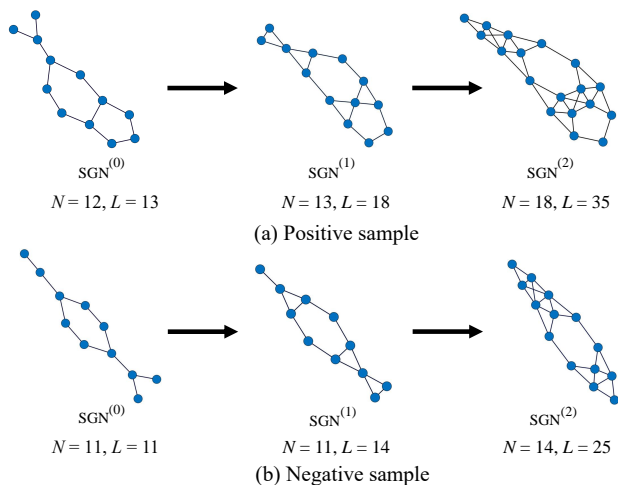 SGN(0) SGN(1) SGN(2)
N = 12, L = 13 N = 13, L = 18 N = 18, L = 35
(a) Positive sample
SGN(0) SGN(1) SGN(2)
N = 11, L = 11 N = 11, L = 14 N = 14, L = 25
(b) Negative sample